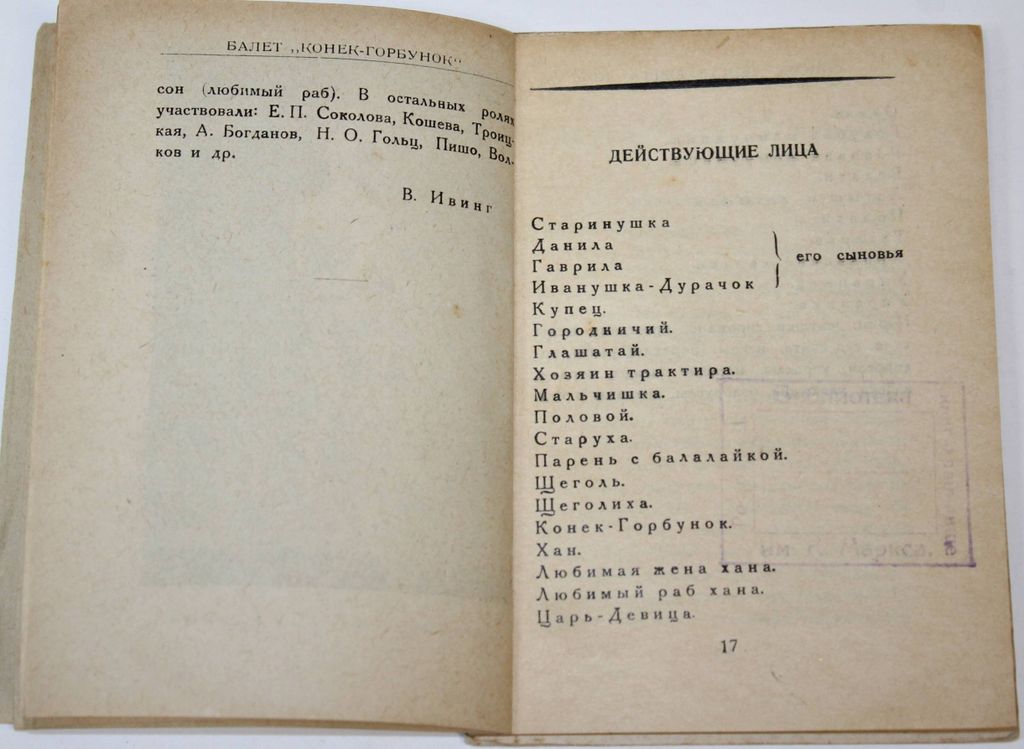 БАЛЕТ „КОНЕК-ГОРБУНОК“
сон (любимый раб). В остальных ролях
участвовали: Е. П. Соколова, Кошева, Троиц-
кая, А. Богданов, Н. О. Гольц, Пишо, Вол-
ков и др.
В. Ивинг
ДЕЙСТВУЮЩИЕ ЛИЦА
Старинушка
Данила
Гаврила
Иванушка-Дурачок
его сыновья
Купец.
Городничий.
Глашатай.
Хозяин трактира.
Мальчишка.
Половой.
Старуха.
Парень с балалайкой.
Щеголь.
Щеголиха.
Конек-Горбунок.
Хан.
Любимая жена хана.
Любимый раб хана.
Царь-Девица.
им. г. Маркса.
17